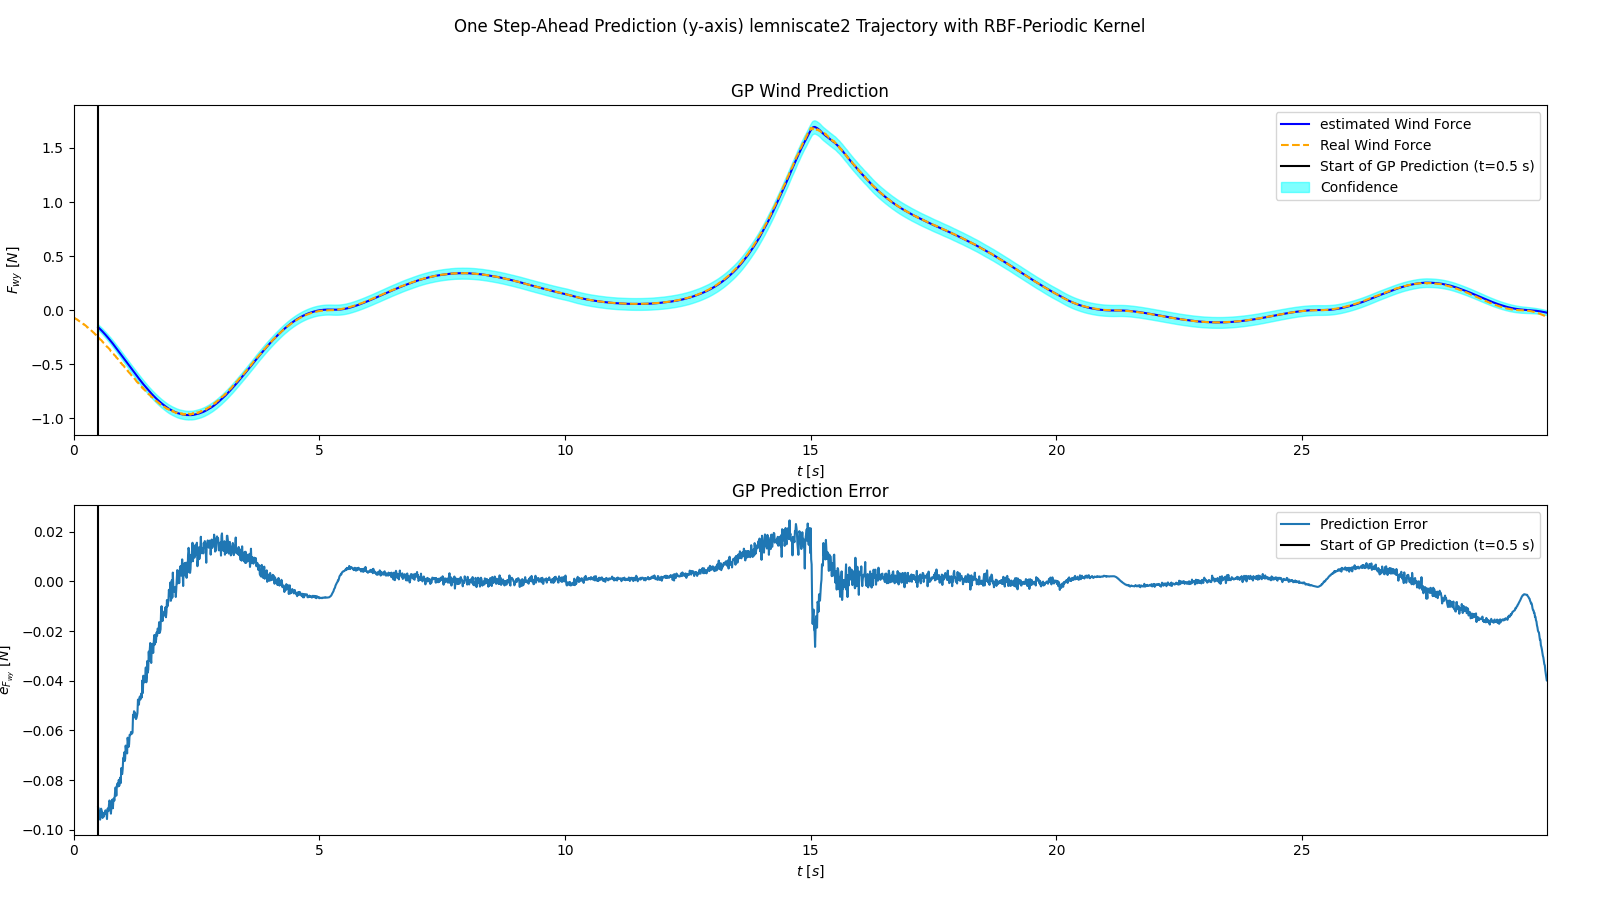 One Step-Ahead Prediction (y-axis) lemniscate2 Trajectory with RBF-Periodic Kernel
GP Wind Prediction
estimated Wind Force
Real Wind Force
Start of GP Prediction (t=0.5 s)
Confidence
1.5
1.0
0.5
0.0
−0.5
−1.0
F_wy [N]
0 5 10 15 20 25
t [s]
GP Prediction Error
Prediction Error
Start of GP Prediction (t=0.5 s)
0.02
0.00
−0.02
−0.04
−0.06
−0.08
−0.10
e_F_wy [N]
0 5 10 15 20 25
t [s]